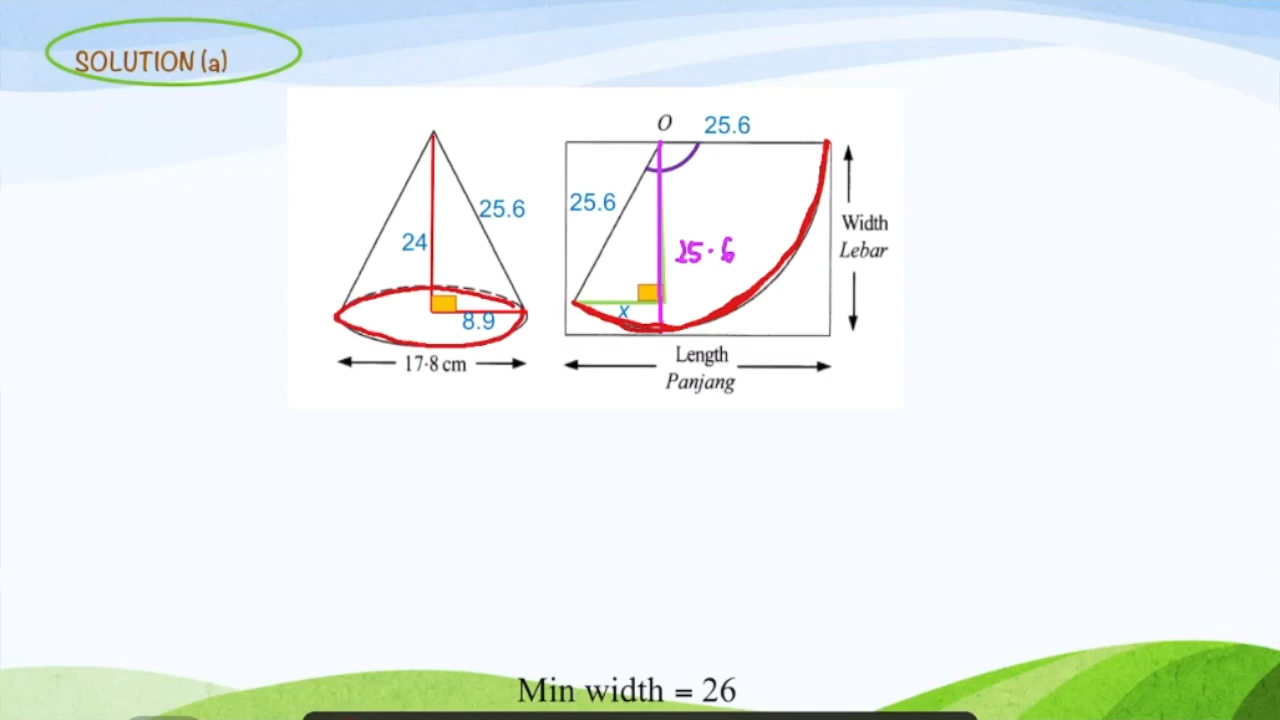 SOLUTION (a)
O
25.6
25.6
25.6
24
25.6
Width
Lebar
8.9
x
17·8 cm
Length
Panjang
Min width = 26